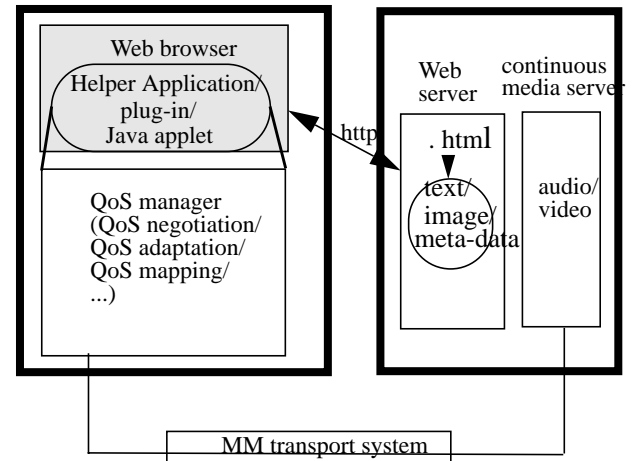 Web browser
Helper Application/
plug-in/
Java applet
QoS manager
(QoS negotiation/
QoS adaptation/
QoS mapping/
...)
http
Web
server
. html
text/
image/
meta-data
continuous
media server
audio/
video
MM transport system